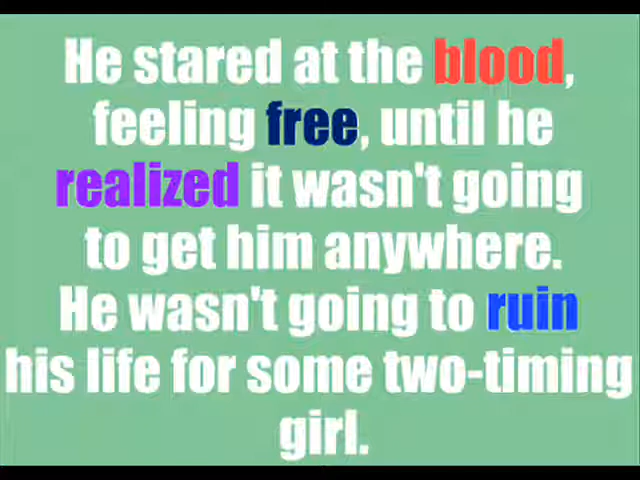 He stared at the blood,
feeling free, until he
realized it wasn't going
to get him anywhere.
He wasn't going to ruin
his life for some two-timing
girl.